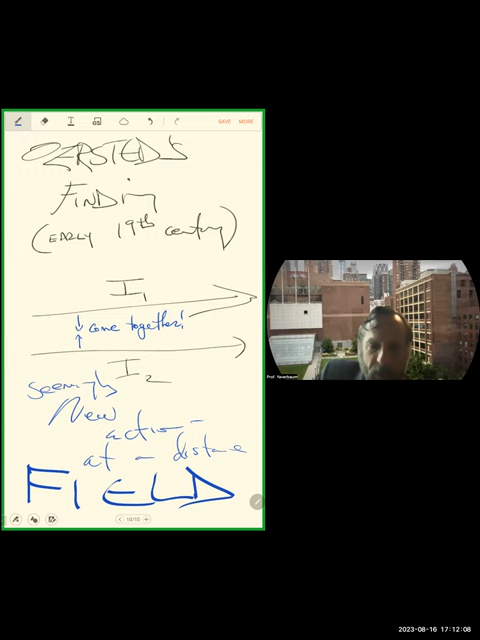 SAVE MORE
OERSTED'S
FINDING
(EARLY 19th century)
I1
↓ come together!
↑
I2
seemingly
New
action-
at a distance
FIELD
10/10
Prof. Yaverbaum
2023-08-16 17:12:08